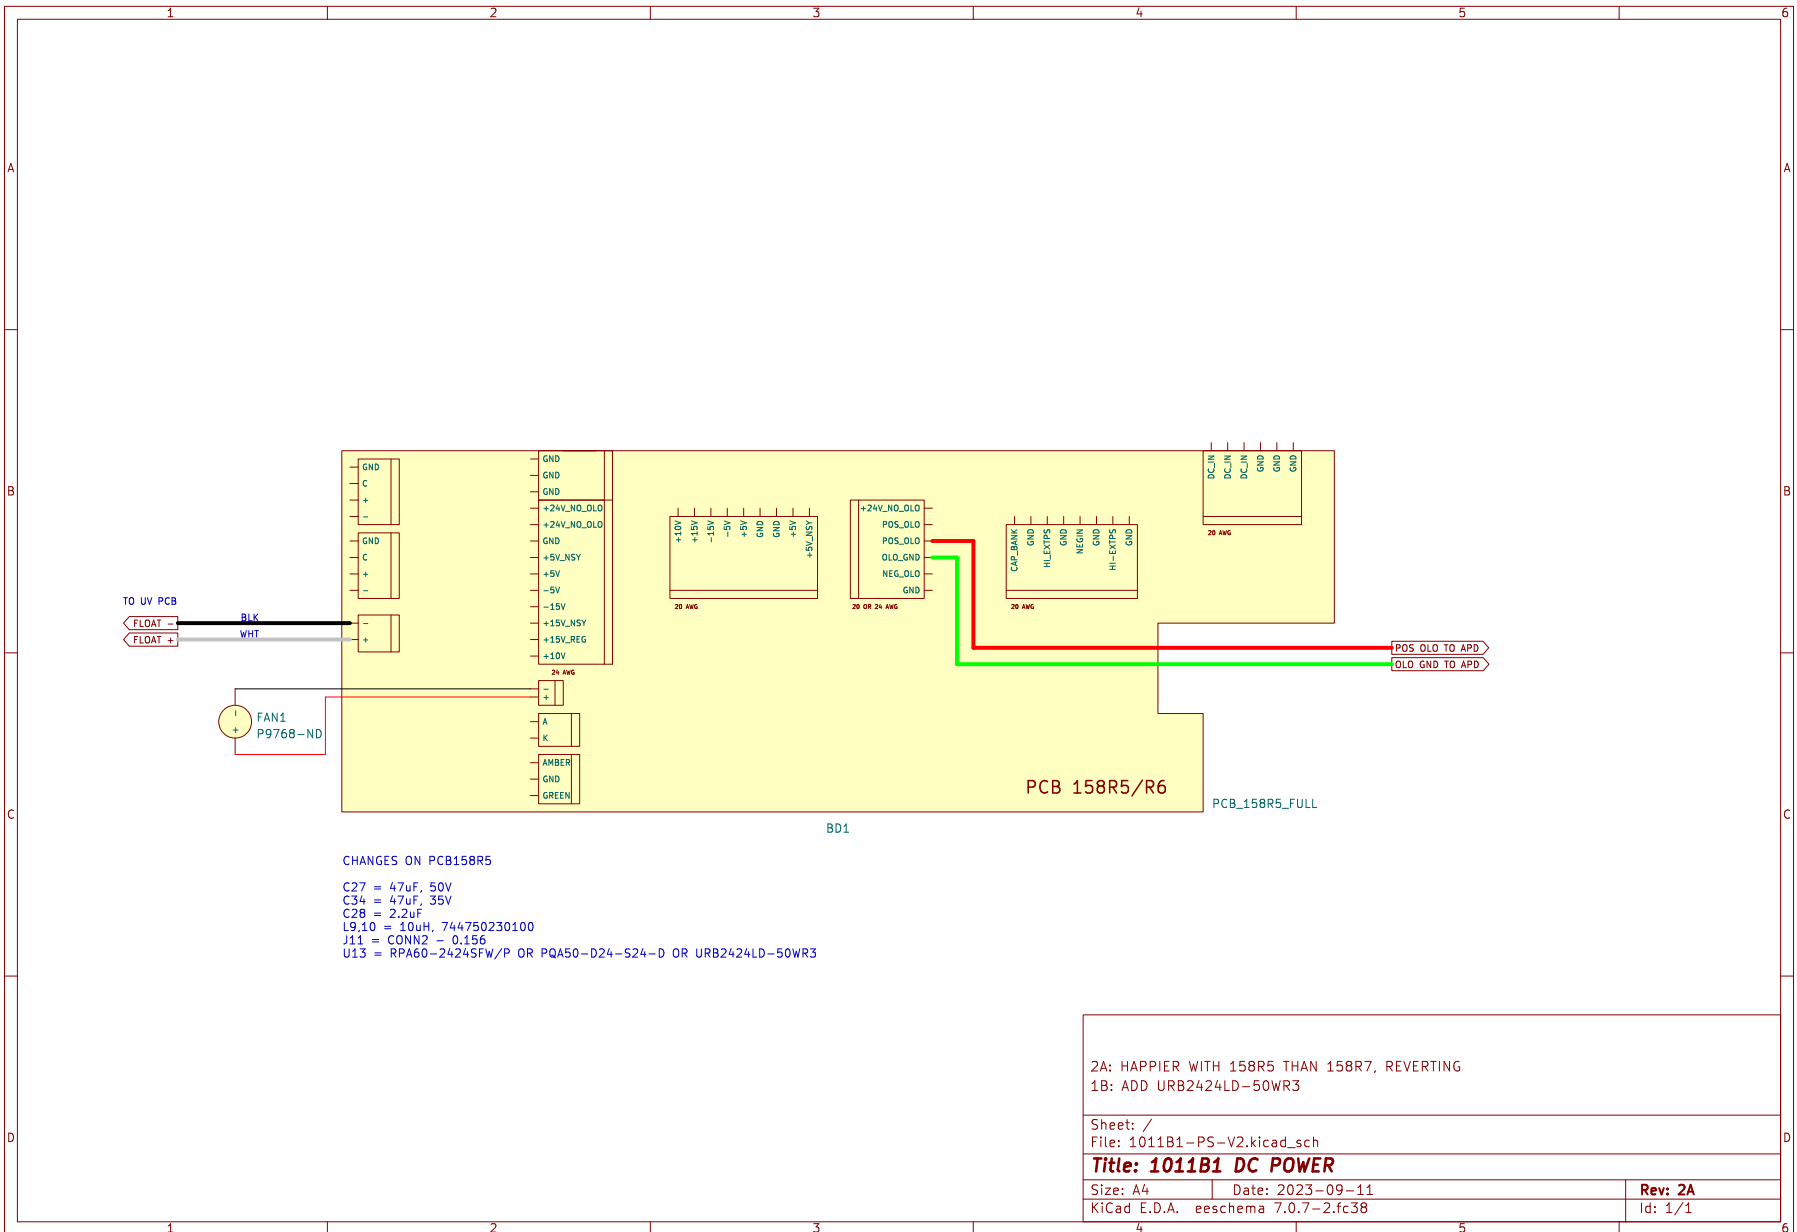 1 2 3 4 5 6
A A
B B
C C
D D
GND
C
+
-
GND
C
+
-
-
+
GND
GND
GND
+24V_NO_OLO
+24V_NO_OLO
GND
+5V_NSY
+5V
-5V
-15V
+15V_NSY
+15V_REG
+10V
24 AWG
-
+
A
K
AMBER
GND
GREEN
+10V
+15V
-15V
-5V
+5V
GND
GND
+5V
+5V_NSY
20 AWG
+24V_NO_OLO
POS_OLO
POS_OLO
OLO_GND
NEG_OLO
GND
20 OR 24 AWG
CAP_BANK
GND
HI_EXTPS
GND
NEGIN
GND
HI-EXTPS
GND
20 AWG
DC_IN
DC_IN
DC_IN
GND
GND
GND
20 AWG
TO UV PCB
FLOAT - BLK
FLOAT + WHT
POS OLO TO APD
OLO GND TO APD
-
+
FAN1
P9768-ND
PCB 158R5/R6
PCB_158R5_FULL
BD1
CHANGES ON PCB158R5
C27 = 47uF, 50V
C34 = 47uF, 35V
C28 = 2.2uF
L9,10 = 10uH, 744750230100
J11 = CONN2 - 0.156
U13 = RPA60-2424SFW/P OR PQA50-D24-S24-D OR URB2424LD-50WR3
2A: HAPPIER WITH 158R5 THAN 158R7, REVERTING
1B: ADD URB2424LD-50WR3
Sheet: /
File: 1011B1-PS-V2.kicad_sch
Title: 1011B1 DC POWER
Size: A4 Date: 2023-09-11 Rev: 2A
KiCad E.D.A. eeschema 7.0.7-2.fc38 Id: 1/1
1 2 3 4 5 6